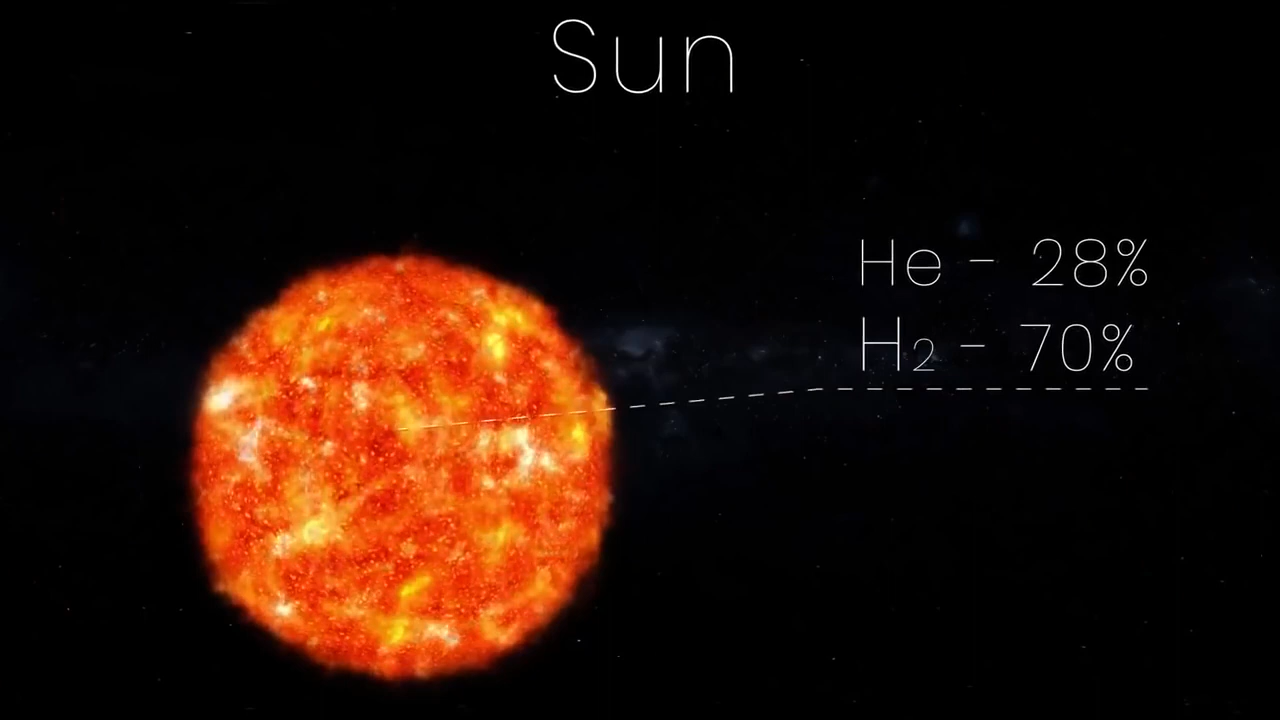 Sun
He - 28%
H₂ - 70%